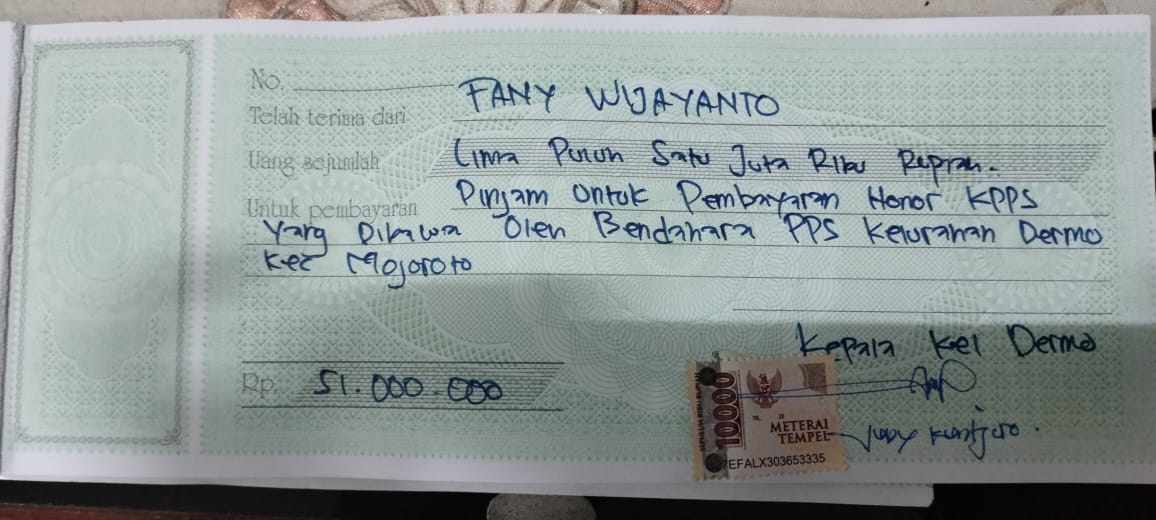 No.
Telah terima dari FANY WIJAYANTO
Uang sejumlah Lima Puluh Satu Juta Ribu Rupiah.
Untuk pembayaran Pinjam Untuk Pembayaran Honor KPPS
Yang Dibawa Oleh Bendahara PPS Kelurahan Dermo
Kec Mojoroto
Kepala Kel Dermo
Rp. 51.000.000
10000
METERAI
TEMPEL
7EFALX303653335